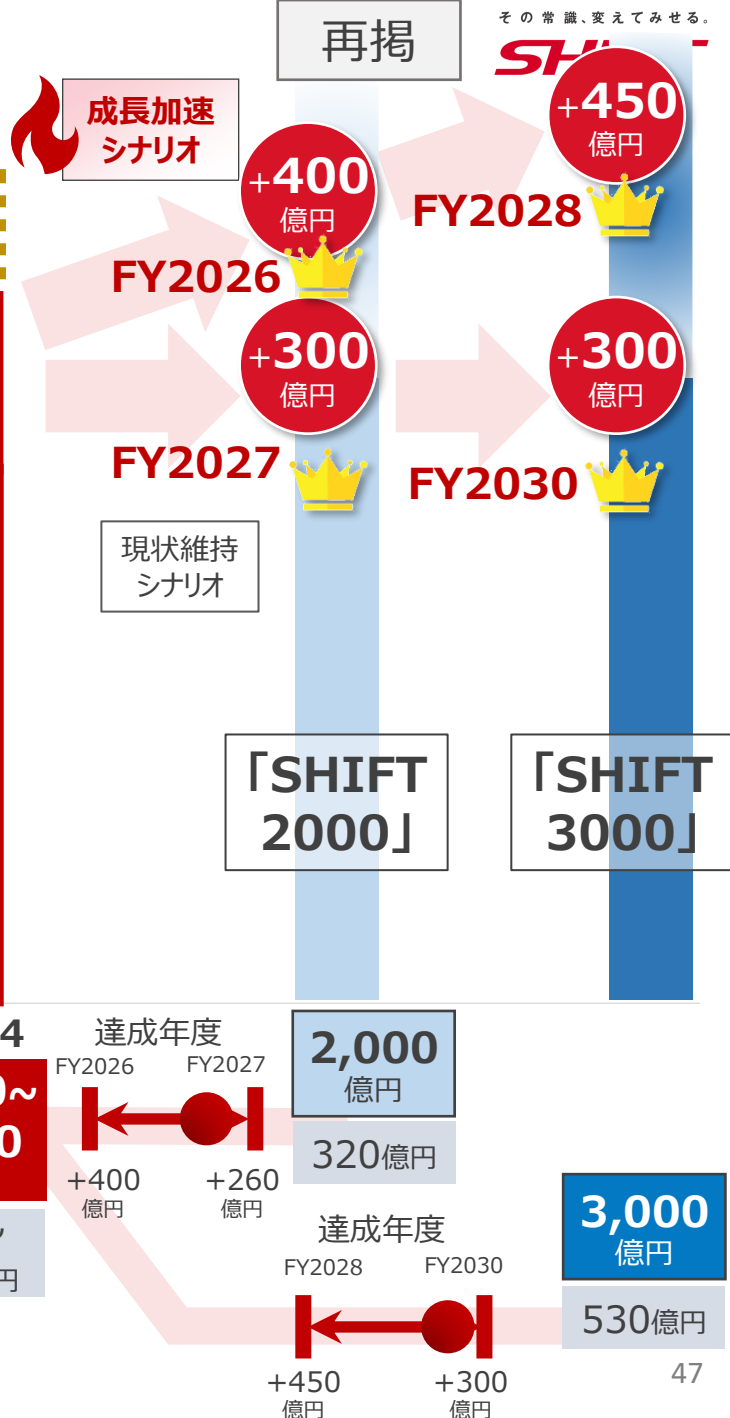 再掲
その常識、変えてみせる。
成長加速
シナリオ
+400
億円
FY2026
+450
億円
FY2028
+300
億円
FY2027
+300
億円
FY2030
現状維持
シナリオ
「SHIFT
2000」
「SHIFT
3000」
4
0~
0
円
達成年度
FY2026
FY2027
+400
億円
+260
億円
2,000
億円
320億円
達成年度
FY2028
FY2030
+450
億円
+300
億円
3,000
億円
530億円
47